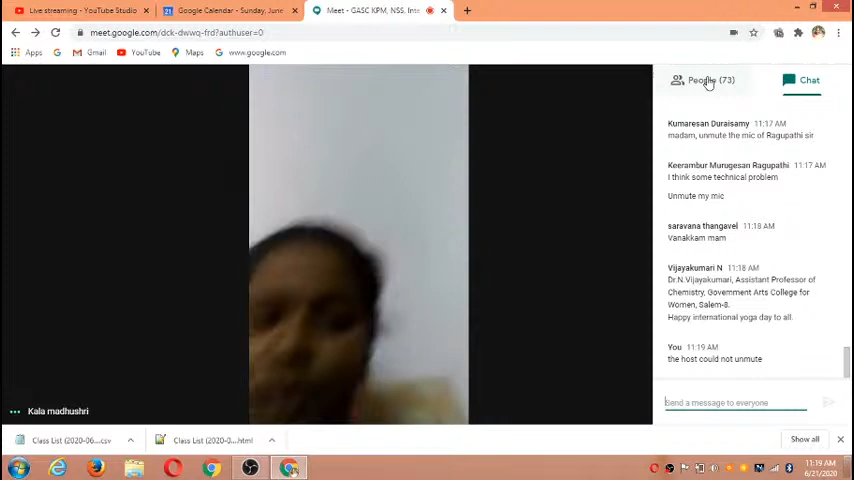 Live streaming - YouTube Studio
Google Calendar - Sunday, June
Meet - GASC KPM, NSS, Int
meet.google.com/dck-dwwq-frd?authuser=0
Apps
Gmail
YouTube
Maps
www.google.com
People (73)
Chat
Kumaresan Duraisamy 11:17 AM
madam, unmute the mic of Ragupathi sir
Keerambur Murugesan Ragupathi 11:17 AM
I think some technical problem
Unmute my mic
saravana thangavel 11:18 AM
Vanakkam mam
Vijayakumari N 11:18 AM
Dr.N.Vijayakumari, Assistant Professor of
Chemistry, Government Arts College for
Women, Salem-8.
Happy international yoga day to all.
You 11:19 AM
the host could not unmute
Send a message to everyone
Kala madhushri
Class List (2020-06....csv
Class List (2020-0....html
Show all
11:19 AM
6/21/2020